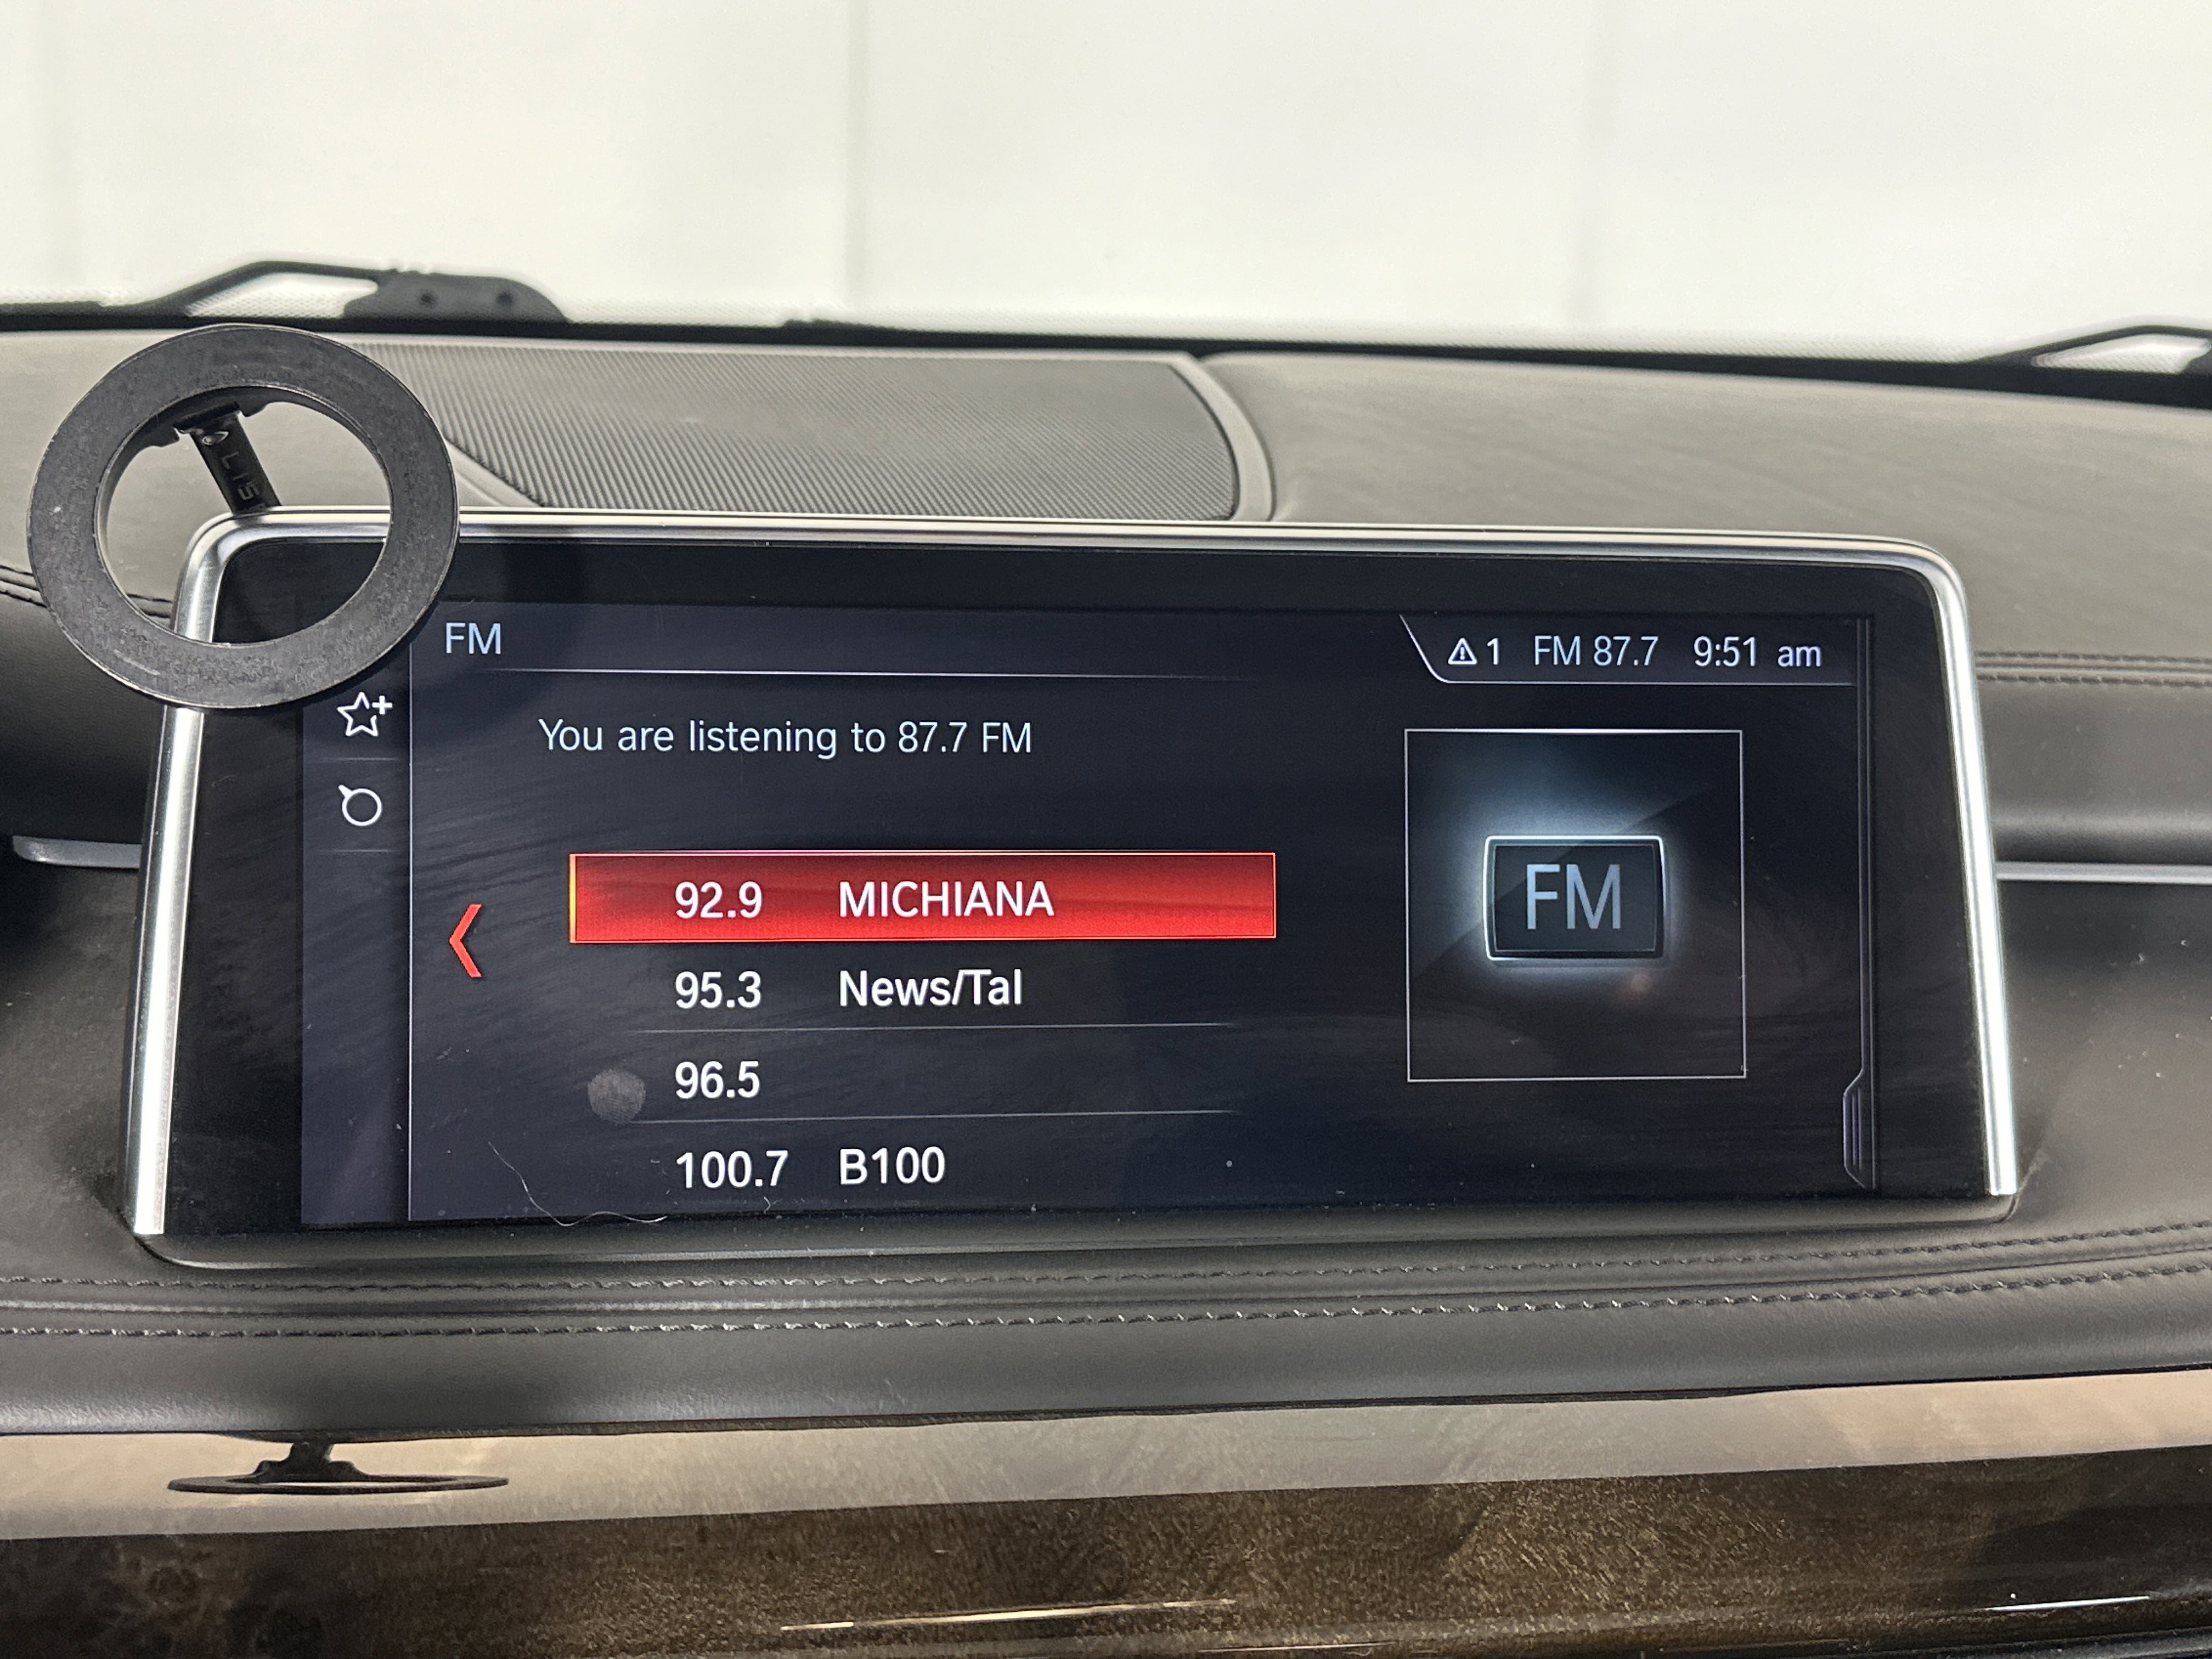 FM
1 FM 87.7 9:51 am
You are listening to 87.7 FM
92.9 MICHIANA
95.3 News/Tal
96.5
100.7 B100
FM